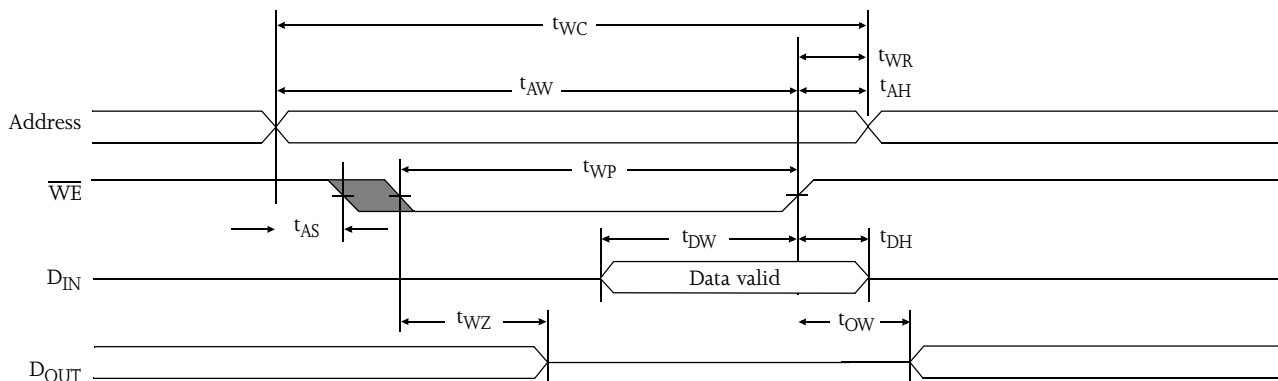 tWC
tWR
tAW
tAH
Address
tWP
WE
tAS
tDW
tDH
DIN
Data valid
tWZ
tOW
DOUT